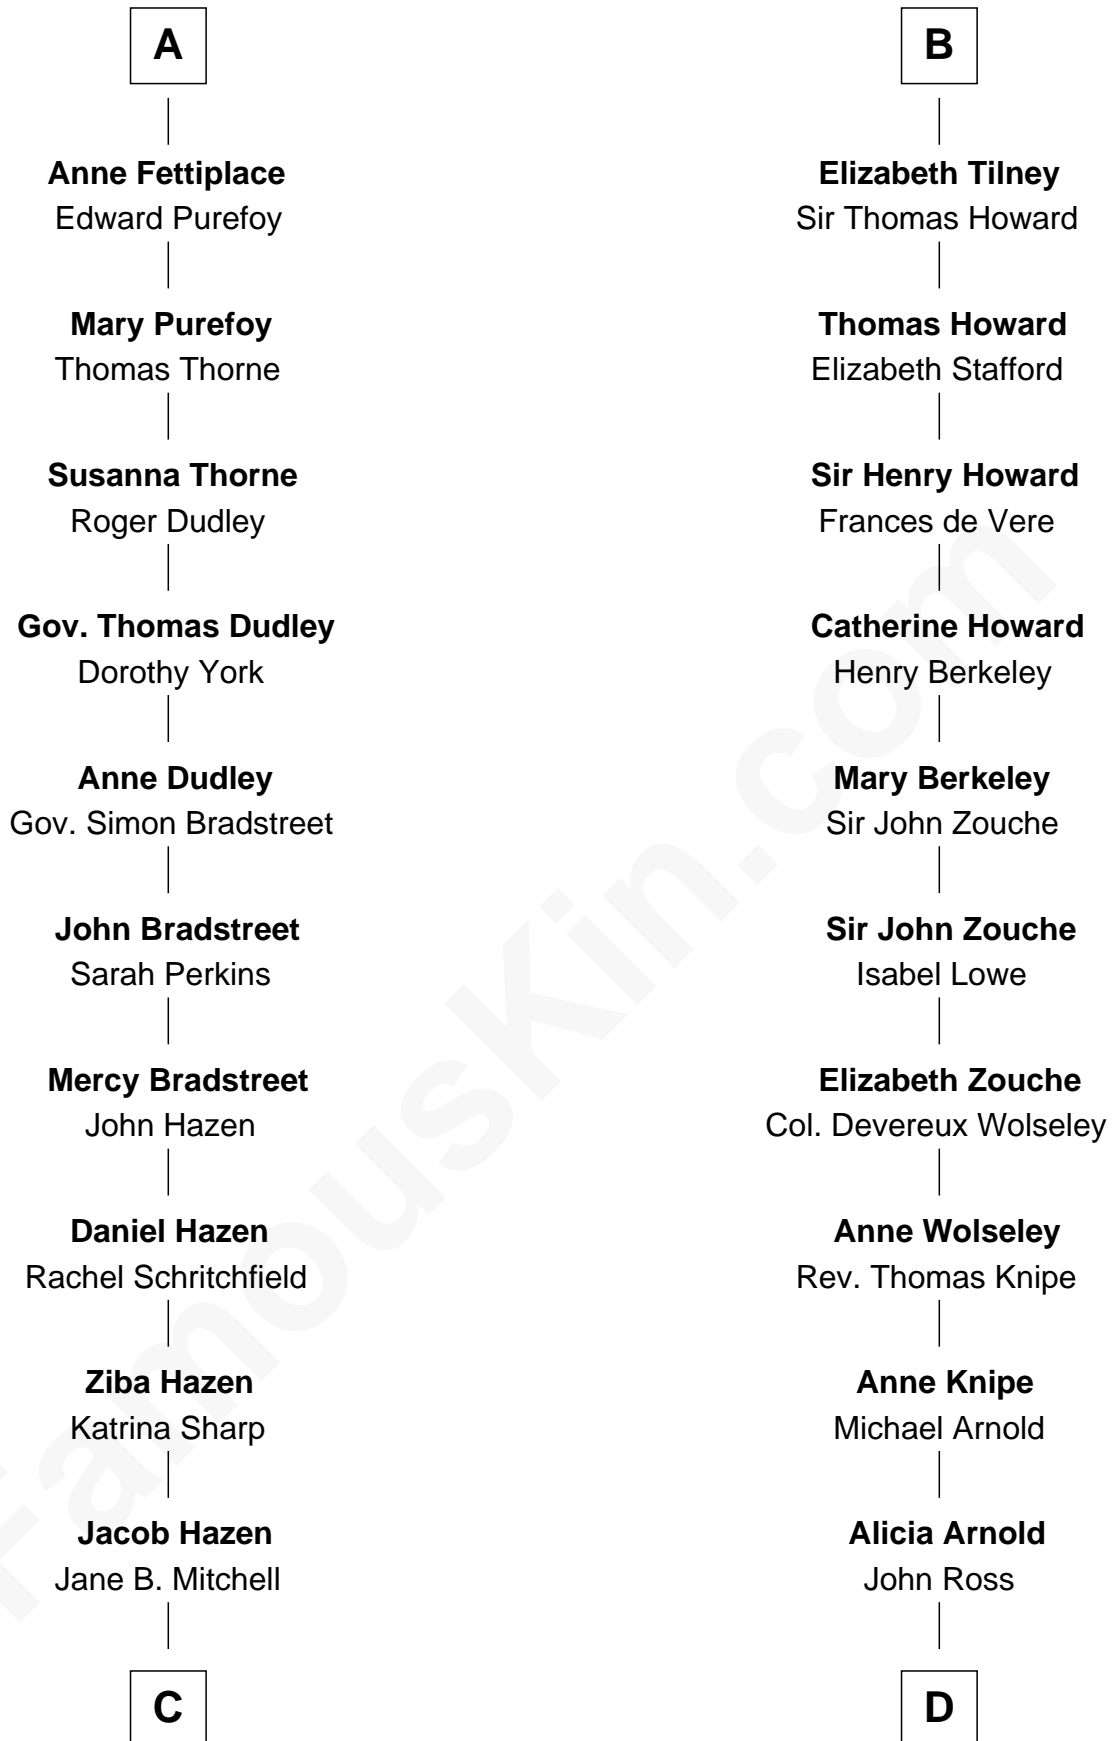 A
Anne Fettiplace
Edward Purefoy
Mary Purefoy
Thomas Thorne
Susanna Thorne
Roger Dudley
Gov. Thomas Dudley
Dorothy York
Anne Dudley
Gov. Simon Bradstreet
John Bradstreet
Sarah Perkins
Mercy Bradstreet
John Hazen
Daniel Hazen
Rachel Schritchfield
Ziba Hazen
Katrina Sharp
Jacob Hazen
Jane B. Mitchell
C
B
Elizabeth Tilney
Sir Thomas Howard
Thomas Howard
Elizabeth Stafford
Sir Henry Howard
Frances de Vere
Catherine Howard
Henry Berkeley
Mary Berkeley
Sir John Zouche
Sir John Zouche
Isabel Lowe
Elizabeth Zouche
Col. Devereux Wolseley
Anne Wolseley
Rev. Thomas Knipe
Anne Knipe
Michael Arnold
Alicia Arnold
John Ross
D
FamousKin.com